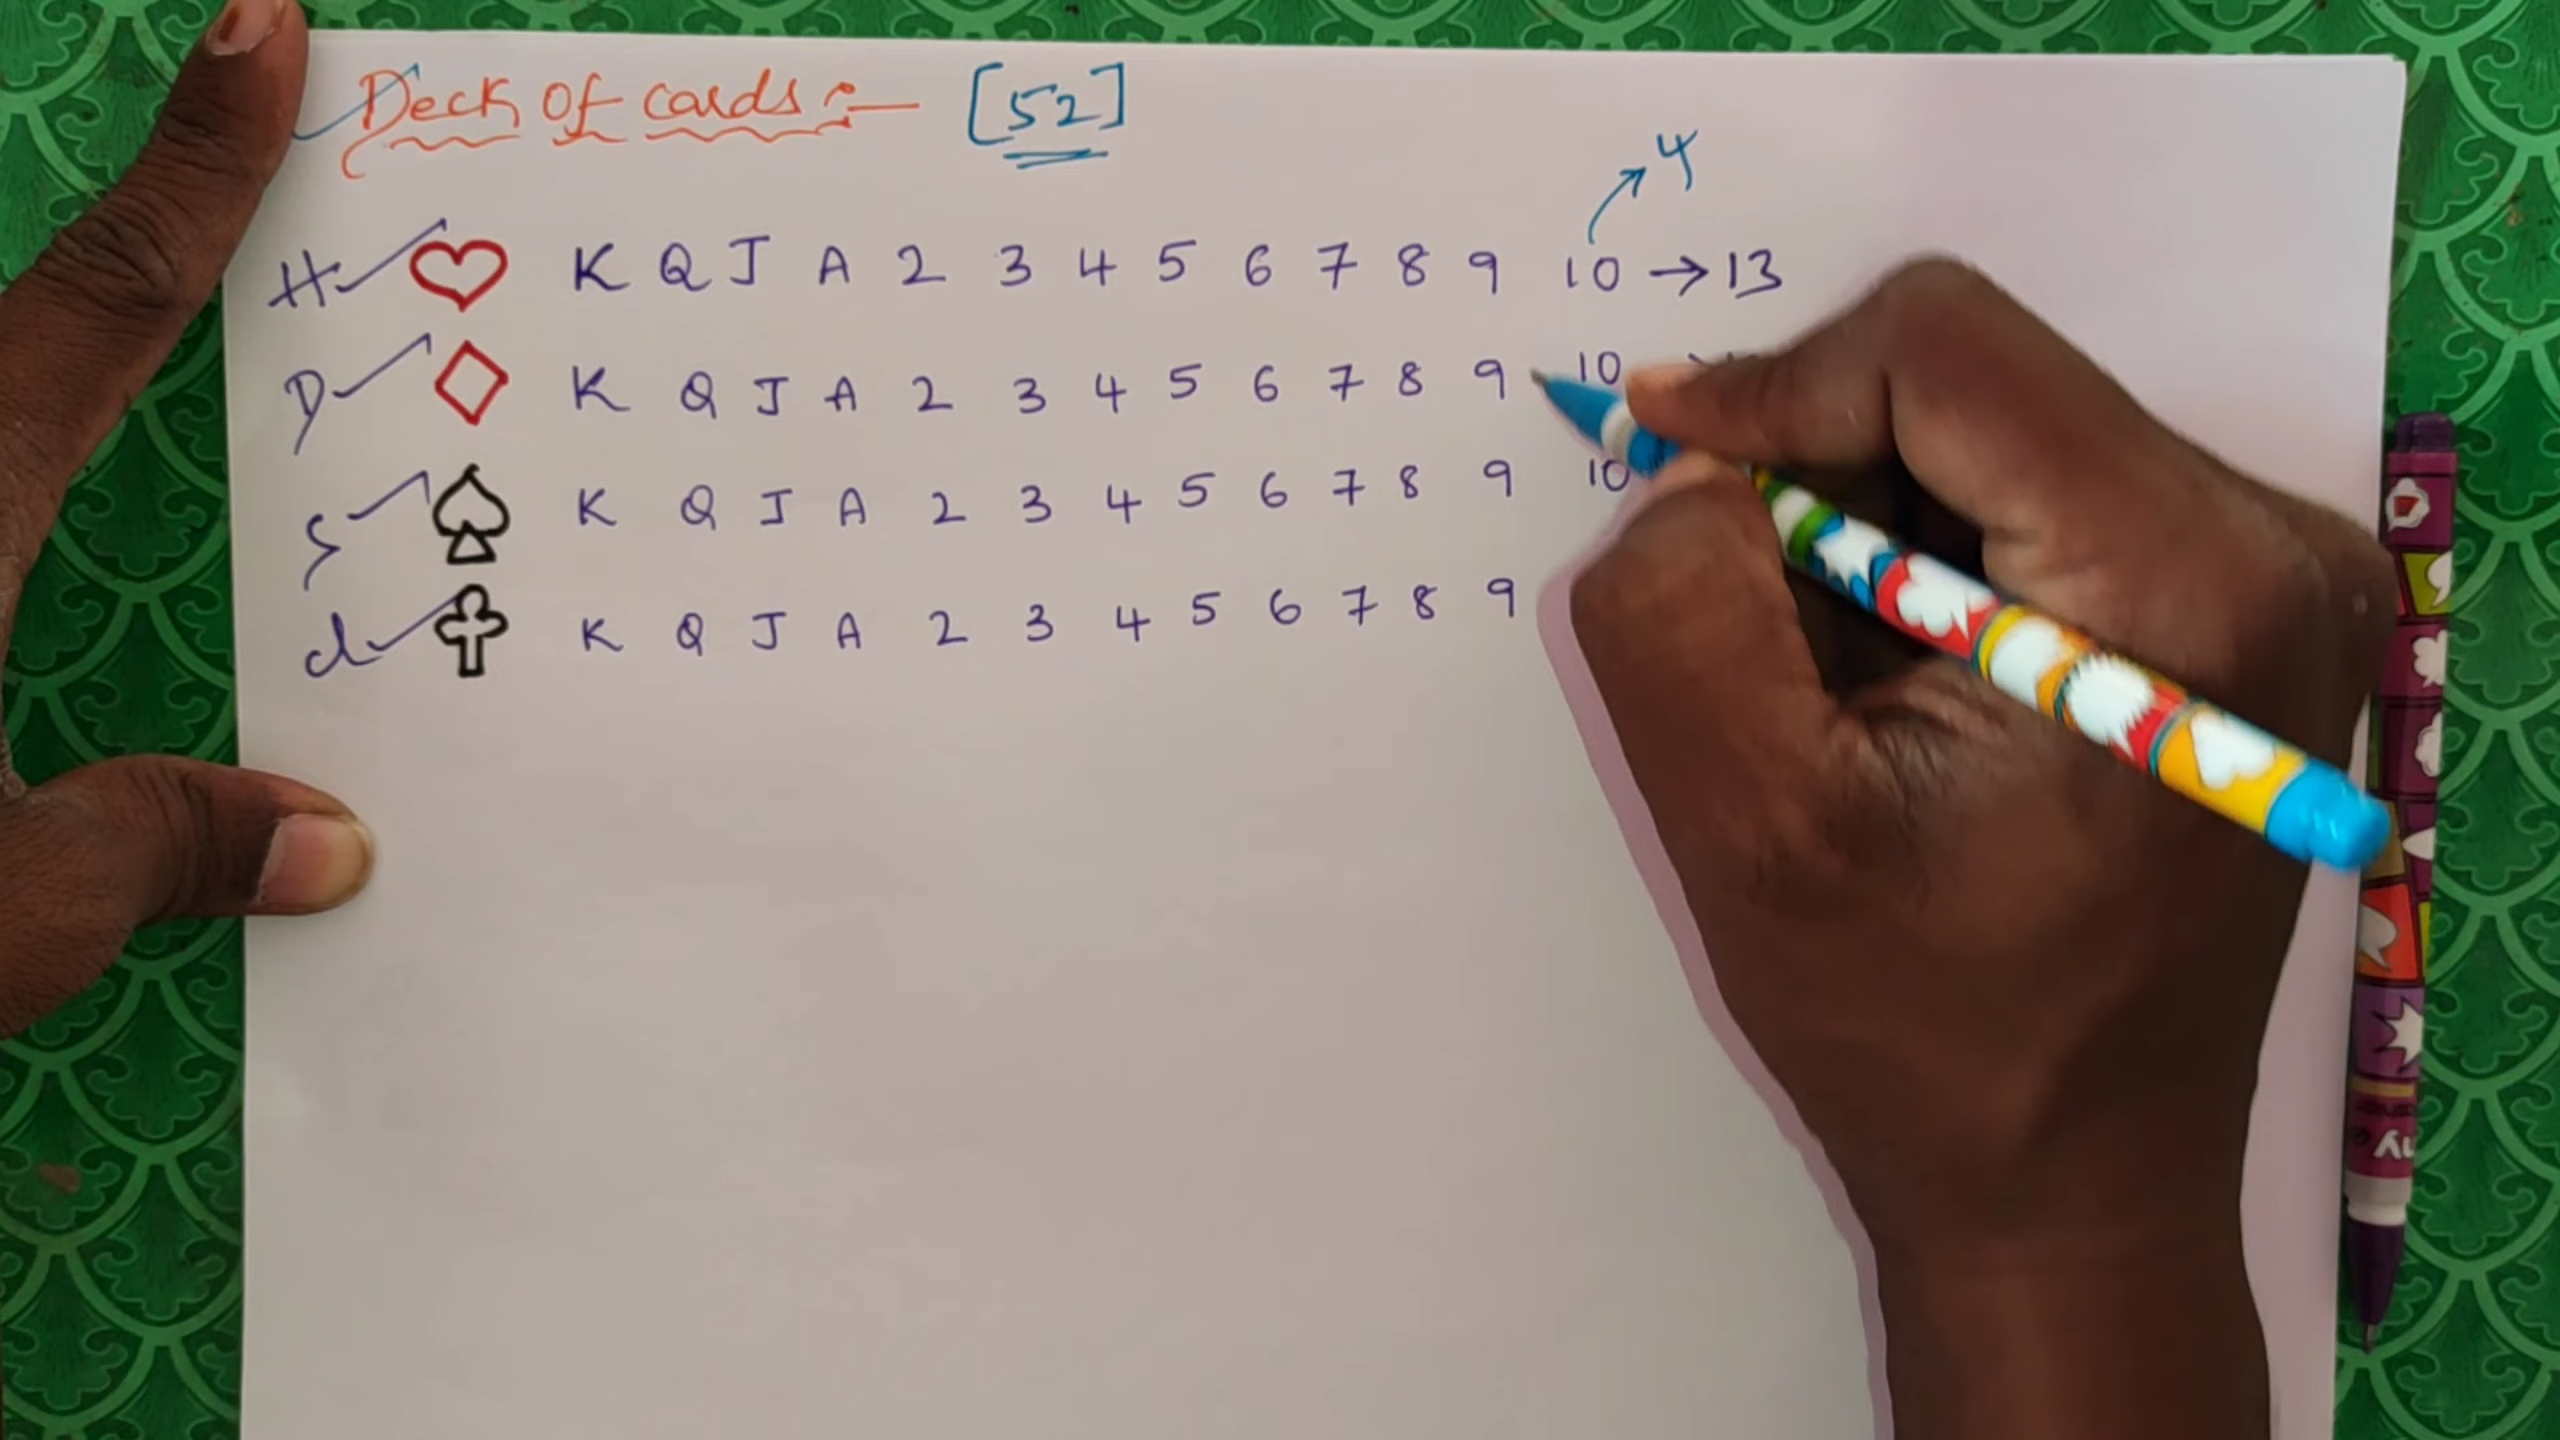 Deck of cards :- [52]
4
H ♡ K Q J A 2 3 4 5 6 7 8 9 10 → 13
D ♢ K Q J A 2 3 4 5 6 7 8 9 10
S ♤ K Q J A 2 3 4 5 6 7 8 9 10
cl ♧ K Q J A 2 3 4 5 6 7 8 9